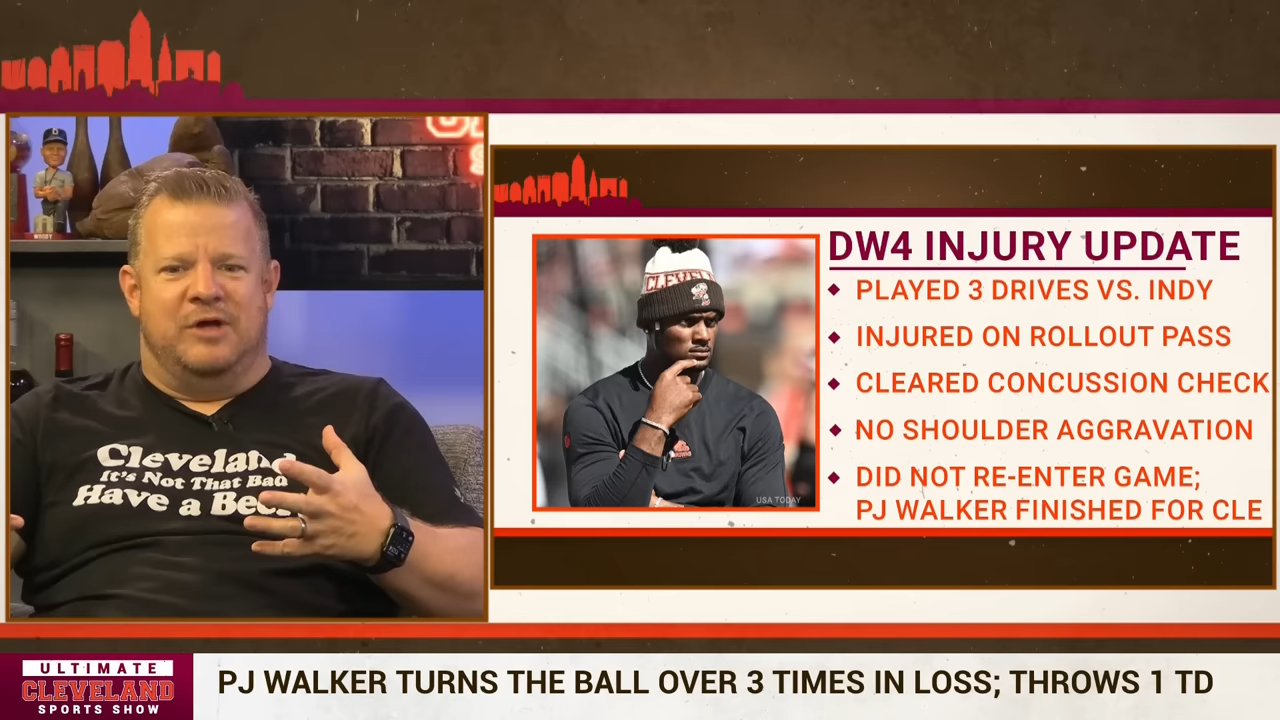 WOODY
Cleveland
It's Not That Bad
Have a
CLEVEL
USA TODAY
DW4 INJURY UPDATE
PLAYED 3 DRIVES VS. INDY
INJURED ON ROLLOUT PASS
CLEARED CONCUSSION CHECK
NO SHOULDER AGGRAVATION
DID NOT RE-ENTER GAME;
PJ WALKER FINISHED FOR CLE
ULTIMATE
CLEVELAND
SPORTS SHOW
PJ WALKER TURNS THE BALL OVER 3 TIMES IN LOSS; THROWS 1 TD